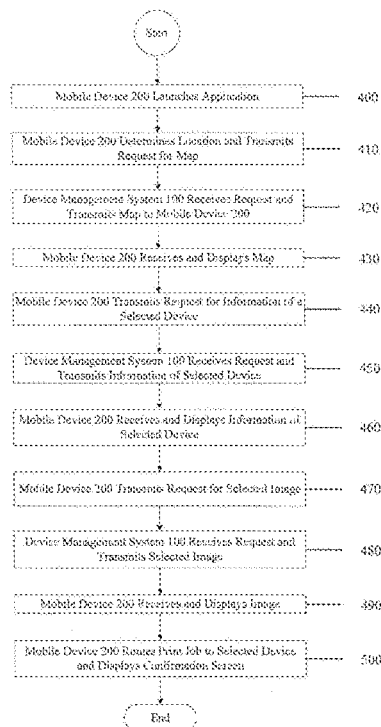 Start
Mobile Device 200 Launches Application
400
Mobile Device 200 Determines Location and Transmits
Request for Map
410
Device Management System 100 Receives Request and
Transmits Map to Mobile Device 200
420
Mobile Device 200 Receives and Displays Map
430
Mobile Device 200 Transmits Request for Information of a
Selected Device
440
Device Management System 100 Receives Request and
Transmits Information of Selected Device
450
Mobile Device 200 Receives and Displays Information of
Selected Device
460
Mobile Device 200 Transmits Request for Selected Image
470
Device Management System 100 Receives Request and
Transmits Selected Image
480
Mobile Device 200 Receives and Displays Image
490
Mobile Device 200 Routes Print Job to Selected Device
and Displays Confirmation Screen
500
End